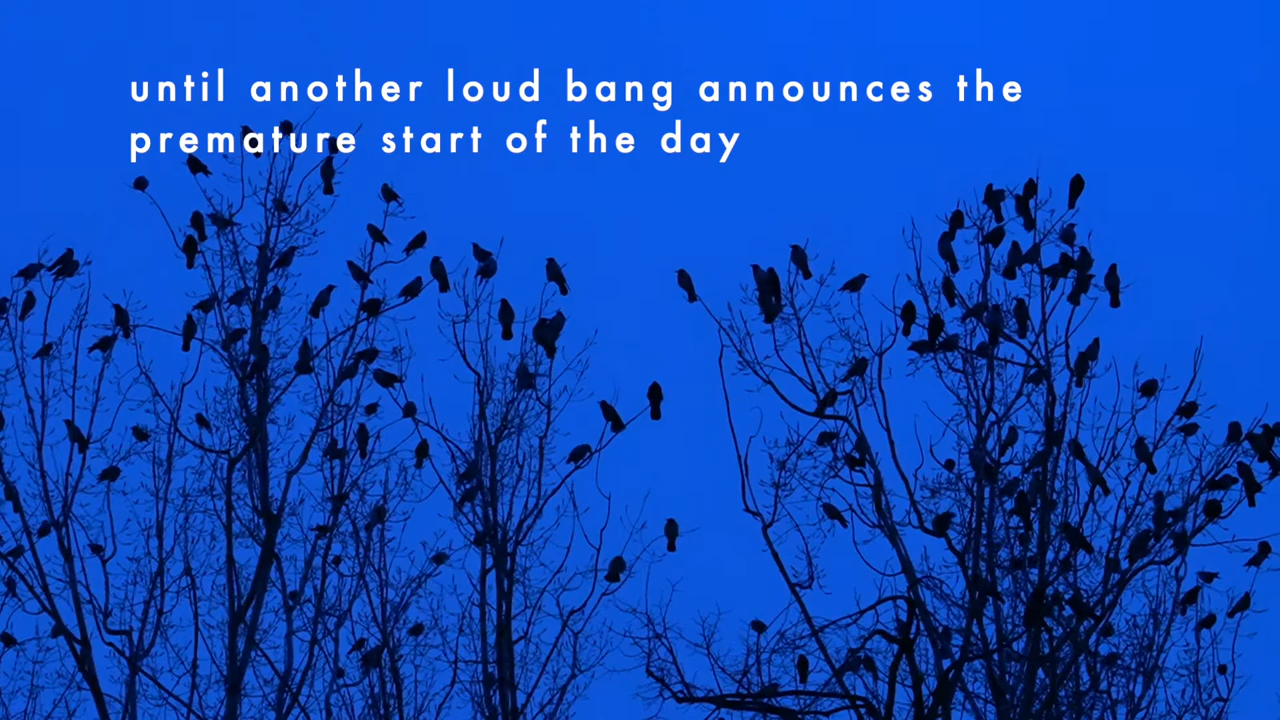 until another loud bang announces the
premature start of the day